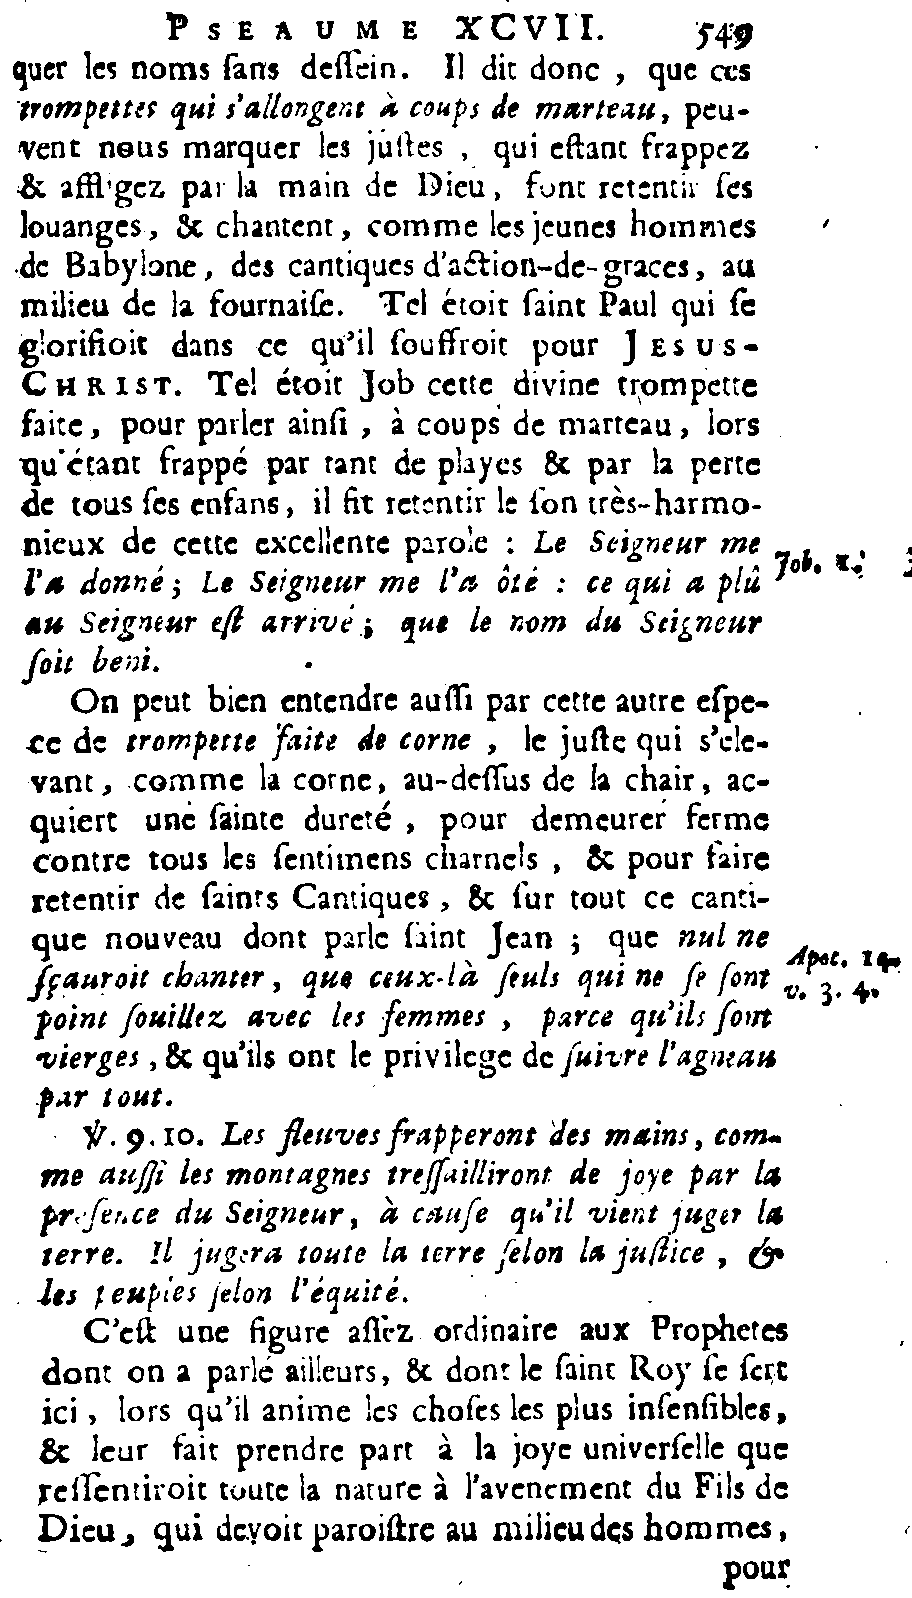 PSEAUME XCVII. 549
quer les noms ſans deſſein. Il dit donc, que ces
trompettes qui s'allongent à coups de marteau, peu-
vent nous marquer les juſtes, qui eſtant frappez
& affligez par la main de Dieu, font retentir ſes
louanges, & chantent, comme les jeunes hommes
de Babylone, des cantiques d'action-de-graces, au
milieu de la fournaiſe. Tel étoit ſaint Paul qui ſe
glorifioit dans ce qu'il ſouffroit pour JESUS-
CHRIST. Tel étoit Job cette divine trompette
faite, pour parler ainſi, à coups de marteau, lors
qu'étant frappé par tant de playes & par la perte
de tous ſes enfans, il fit retentir le ſon très-harmo-
nieux de cette excellente parole : Le Seigneur me
l'a donné; Le Seigneur me l'a ôté : ce qui a plû
Job. 1.
au Seigneur eſt arrivé; que le nom du Seigneur
ſoit beni.
On peut bien entendre auſſi par cette autre eſpe-
ce de trompette faite de corne, le juſte qui s'ele-
vant, comme la corne, au-deſſus de la chair, ac-
quiert une ſainte dureté, pour demeurer ferme
contre tous les ſentimens charnels, & pour faire
retentir de ſaints Cantiques, & ſur tout ce canti-
que nouveau dont parle ſaint Jean ; que nul ne
Apoc. 14.
ſçauroit chanter, que ceux-là ſeuls qui ne ſe ſont
v. 3. 4.
point ſouillez avec les femmes, parce qu'ils ſont
vierges, & qu'ils ont le privilege de ſuivre l'agneau
par tout.
℣. 9. 10. Les fleuves frapperont des mains, com-
me auſſi les montagnes treſſailliront de joye par la
preſence du Seigneur, à cauſe qu'il vient juger la
terre. Il jugera toute la terre ſelon la juſtice, &
les peuples ſelon l'équité.
C'eſt une figure aſſez ordinaire aux Prophetes
dont on a parlé ailleurs, & dont le ſaint Roy ſe ſert
ici, lors qu'il anime les choſes les plus inſenſibles,
& leur fait prendre part à la joye univerſelle que
reſſentiroit toute la nature à l'avenement du Fils de
Dieu, qui devoit paroiſtre au milieu des hommes,
pour